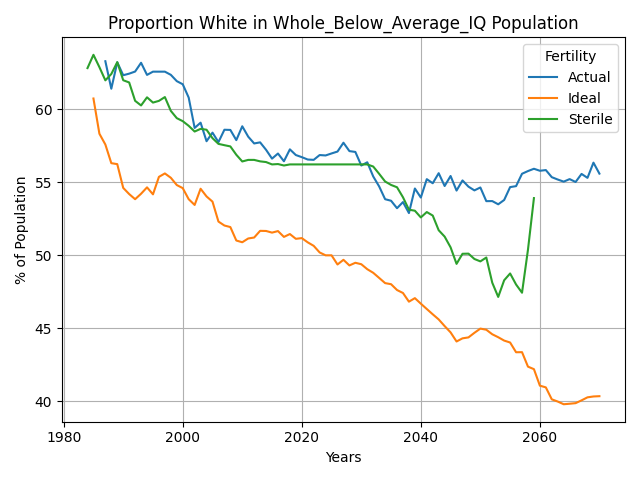 Proportion White in Whole_Below_Average_IQ Population
Fertility
Actual
Ideal
Sterile
% of Population
60
55
50
45
40
1980
2000
2020
2040
2060
Years